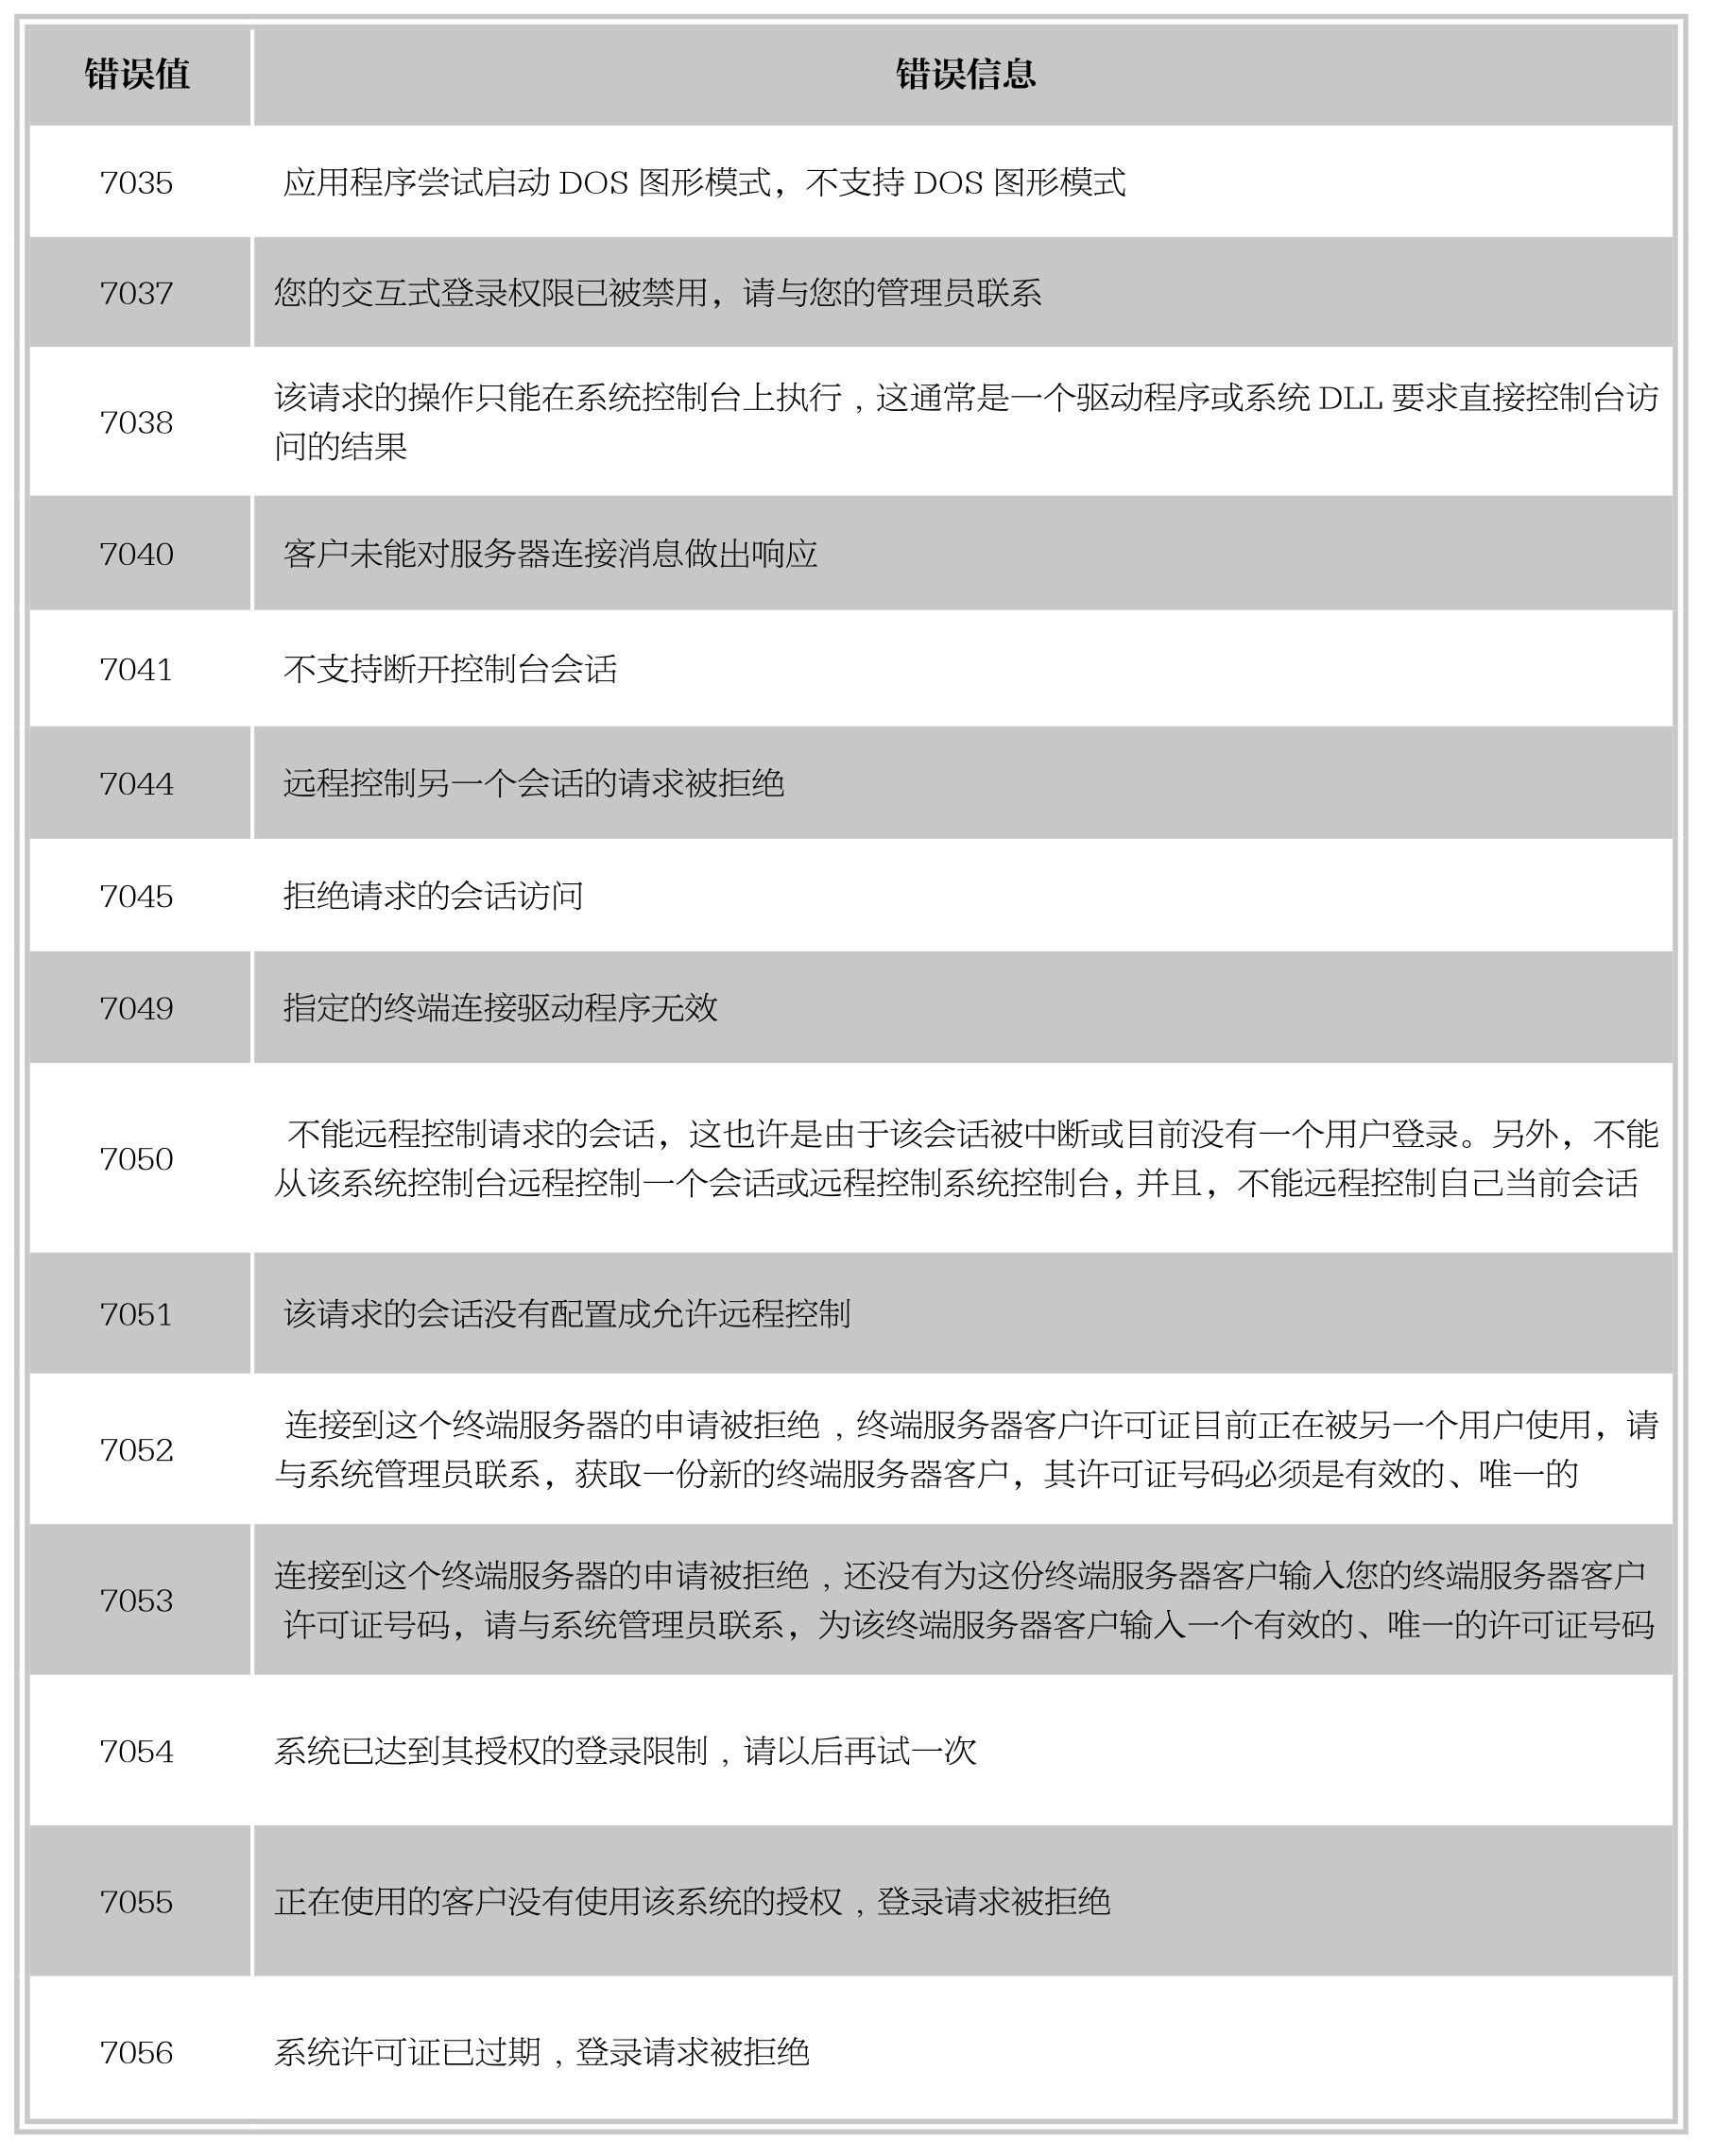 错误值 错误信息
7035 应用程序尝试启动 DOS 图形模式，不支持 DOS 图形模式
7037 您的交互式登录权限已被禁用，请与您的管理员联系
7038 该请求的操作只能在系统控制台上执行 , 这通常是一个驱动程序或系统 DLL 要求直接控制台访
问的结果
7040 客户未能对服务器连接消息做出响应
7041 不支持断开控制台会话
7044 远程控制另一个会话的请求被拒绝
7045 拒绝请求的会话访问
7049 指定的终端连接驱动程序无效
7050 不能远程控制请求的会话，这也许是由于该会话被中断或目前没有一个用户登录。另外，不能
从该系统控制台远程控制一个会话或远程控制系统控制台, 并且，不能远程控制自己当前会话
7051 该请求的会话没有配置成允许远程控制
7052 连接到这个终端服务器的申请被拒绝 , 终端服务器客户许可证目前正在被另一个用户使用，请
与系统管理员联系，获取一份新的终端服务器客户，其许可证号码必须是有效的、唯一的
7053 连接到这个终端服务器的申请被拒绝 , 还没有为这份终端服务器客户输入您的终端服务器客户
许可证号码，请与系统管理员联系，为该终端服务器客户输入一个有效的、唯一的许可证号码
7054 系统已达到其授权的登录限制 , 请以后再试一次
7055 正在使用的客户没有使用该系统的授权 , 登录请求被拒绝
7056 系统许可证已过期 , 登录请求被拒绝